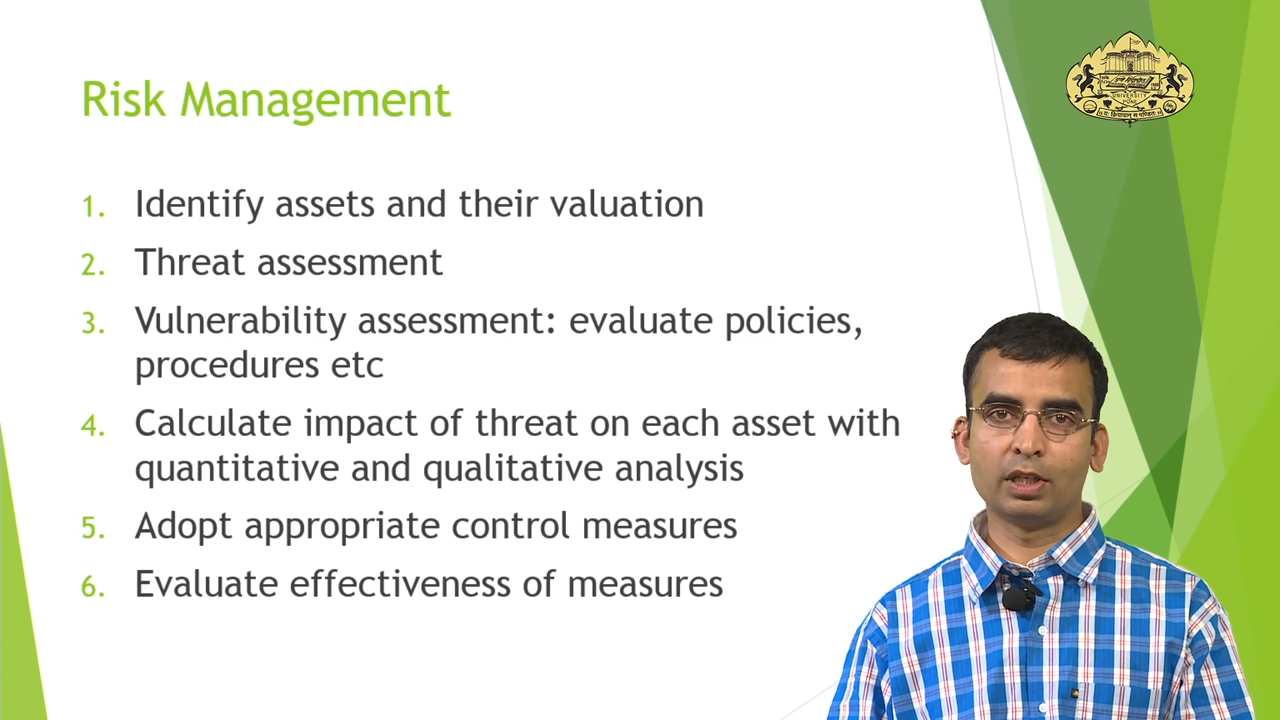 Risk Management
1. Identify assets and their valuation
2. Threat assessment
3. Vulnerability assessment: evaluate policies,
procedures etc
4. Calculate impact of threat on each asset with
quantitative and qualitative analysis
5. Adopt appropriate control measures
6. Evaluate effectiveness of measures
UNIVERSITY